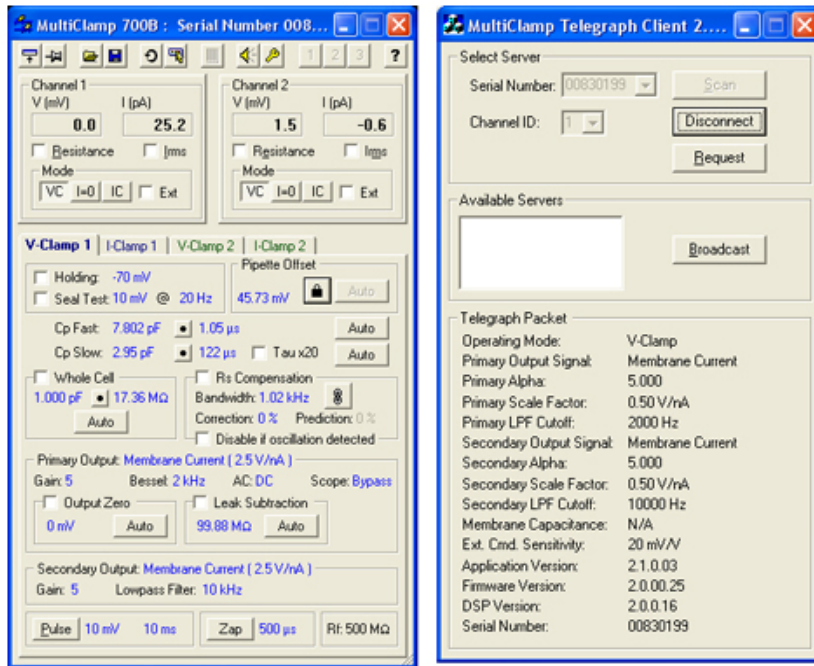 MultiClamp 700B : Serial Number 008...
1 2 3 ?
Channel 1
V (mV) I (pA)
0.0 25.2
Resistance Irms
Mode
VC I=0 IC Ext
Channel 2
V (mV) I (pA)
1.5 -0.6
Resistance Irms
Mode
VC I=0 IC Ext
V-Clamp 1 I-Clamp 1 V-Clamp 2 I-Clamp 2
Holding: -70 mV
Seal Test: 10 mV @ 20 Hz
Pipette Offset
45.73 mV Auto
Cp Fast: 7.802 pF 1.05 µs Auto
Cp Slow: 2.95 pF 122 µs Tau x20 Auto
Whole Cell
1.000 pF 17.36 MΩ
Auto
Rs Compensation
Bandwidth: 1.02 kHz
Correction: 0 % Prediction: 0 %
Disable if oscillation detected
Primary Output: Membrane Current ( 2.5 V/nA )
Gain: 5 Bessel: 2 kHz AC: DC Scope: Bypass
Output Zero
0 mV Auto
Leak Subtraction
99.88 MΩ Auto
Secondary Output: Membrane Current ( 2.5 V/nA )
Gain: 5 Lowpass Filter: 10 kHz
Pulse 10 mV 10 ms Zap 500 µs Rf: 500 MΩ
MultiClamp Telegraph Client 2....
Select Server
Serial Number: 00830199 Scan
Channel ID: 1 Disconnect
Request
Available Servers
Broadcast
Telegraph Packet
Operating Mode: V-Clamp
Primary Output Signal: Membrane Current
Primary Alpha: 5.000
Primary Scale Factor: 0.50 V/nA
Primary LPF Cutoff: 2000 Hz
Secondary Output Signal: Membrane Current
Secondary Alpha: 5.000
Secondary Scale Factor: 0.50 V/nA
Secondary LPF Cutoff: 10000 Hz
Membrane Capacitance: N/A
Ext. Cmd. Sensitivity: 20 mV/V
Application Version: 2.1.0.03
Firmware Version: 2.0.00.25
DSP Version: 2.0.0.16
Serial Number: 00830199